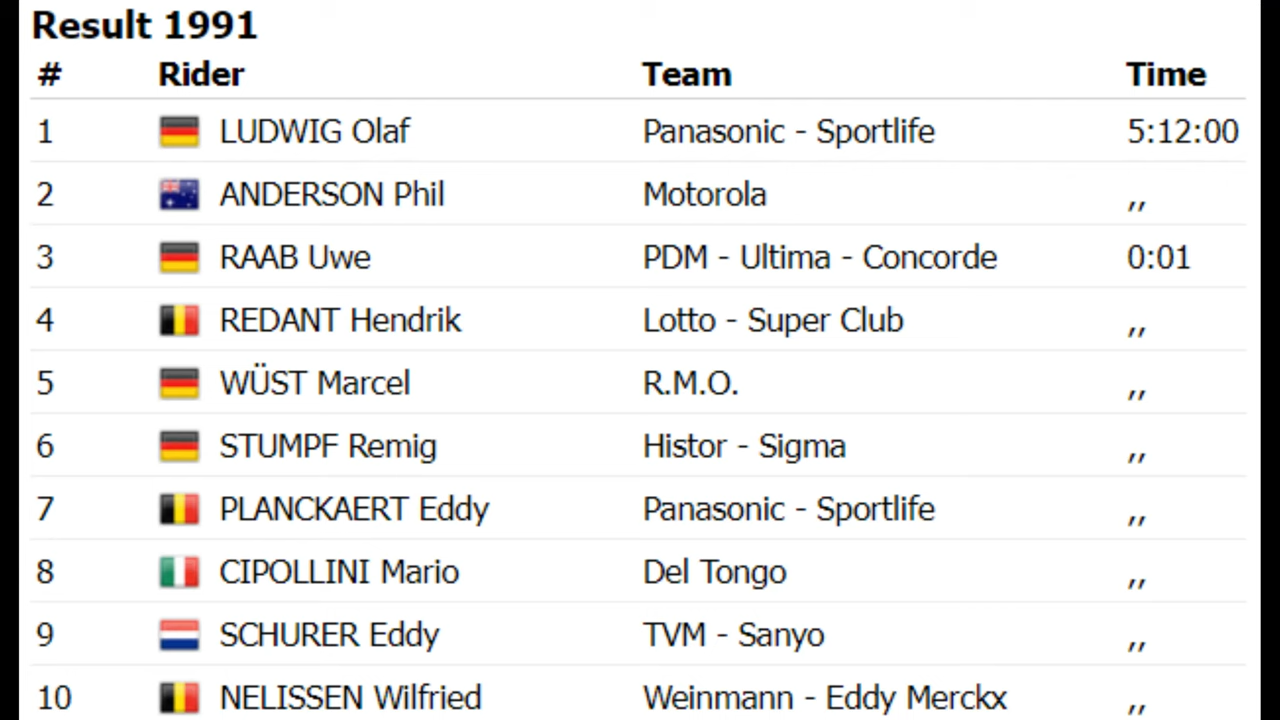 Result 1991
# Rider Team Time
1 LUDWIG Olaf Panasonic - Sportlife 5:12:00
2 ANDERSON Phil Motorola ,,
3 RAAB Uwe PDM - Ultima - Concorde 0:01
4 REDANT Hendrik Lotto - Super Club ,,
5 WÜST Marcel R.M.O. ,,
6 STUMPF Remig Histor - Sigma ,,
7 PLANCKAERT Eddy Panasonic - Sportlife ,,
8 CIPOLLINI Mario Del Tongo ,,
9 SCHURER Eddy TVM - Sanyo ,,
10 NELISSEN Wilfried Weinmann - Eddy Merckx ,,